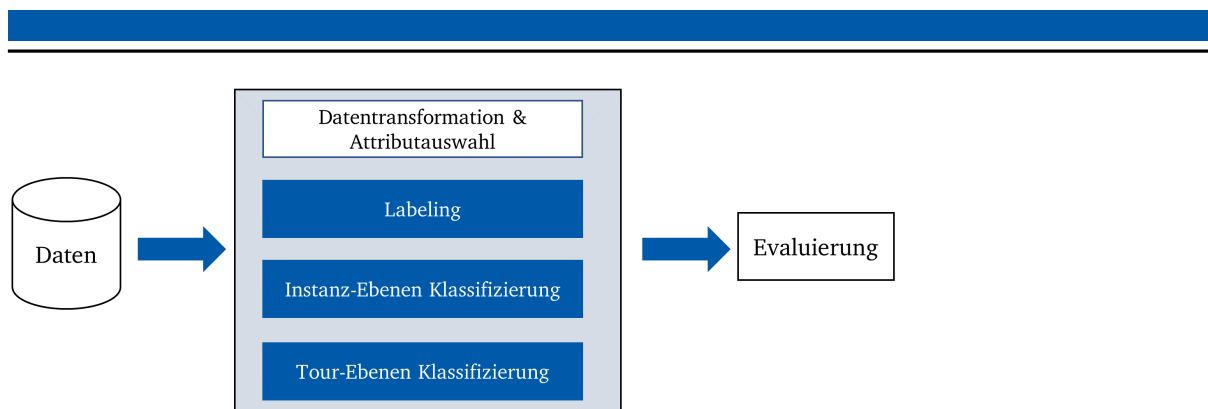 Datentransformation &
Attributauswahl
Labeling
Daten
Evaluierung
Instanz-Ebenen Klassifizierung
Tour-Ebenen Klassifizierung